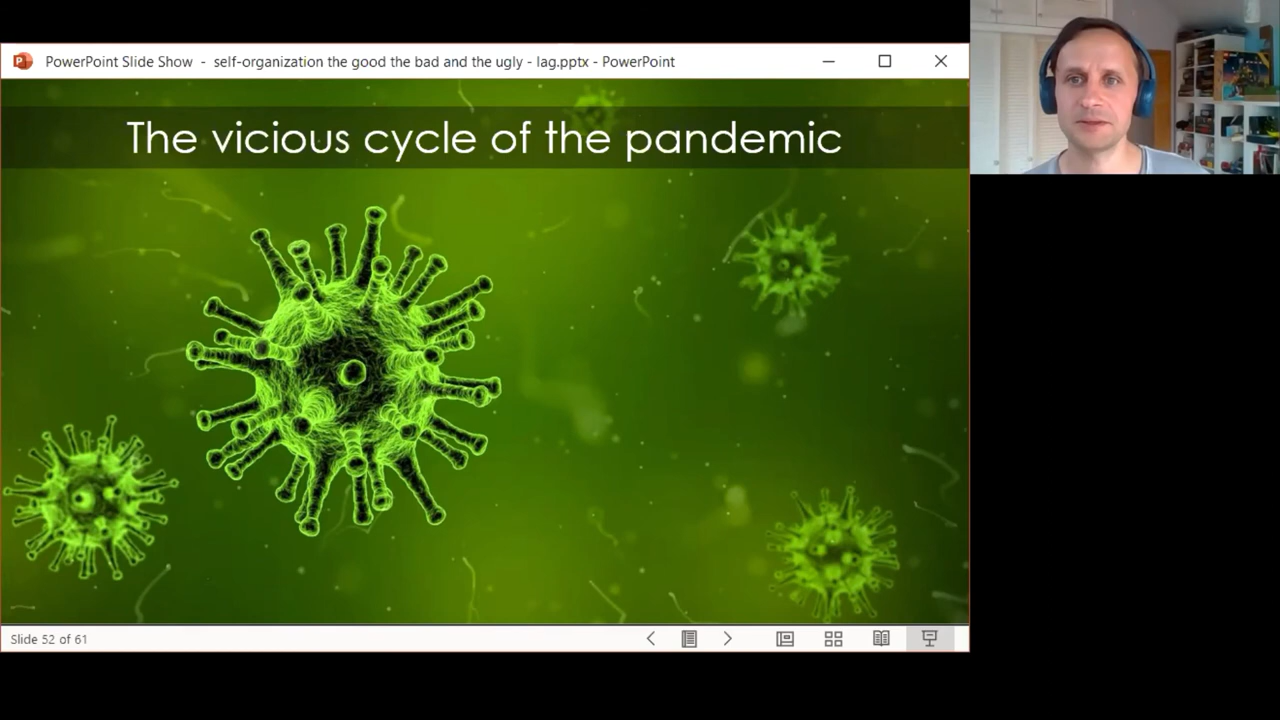 PowerPoint Slide Show - self-organization the good the bad and the ugly - lag.pptx - PowerPoint
The vicious cycle of the pandemic
Slide 52 of 61